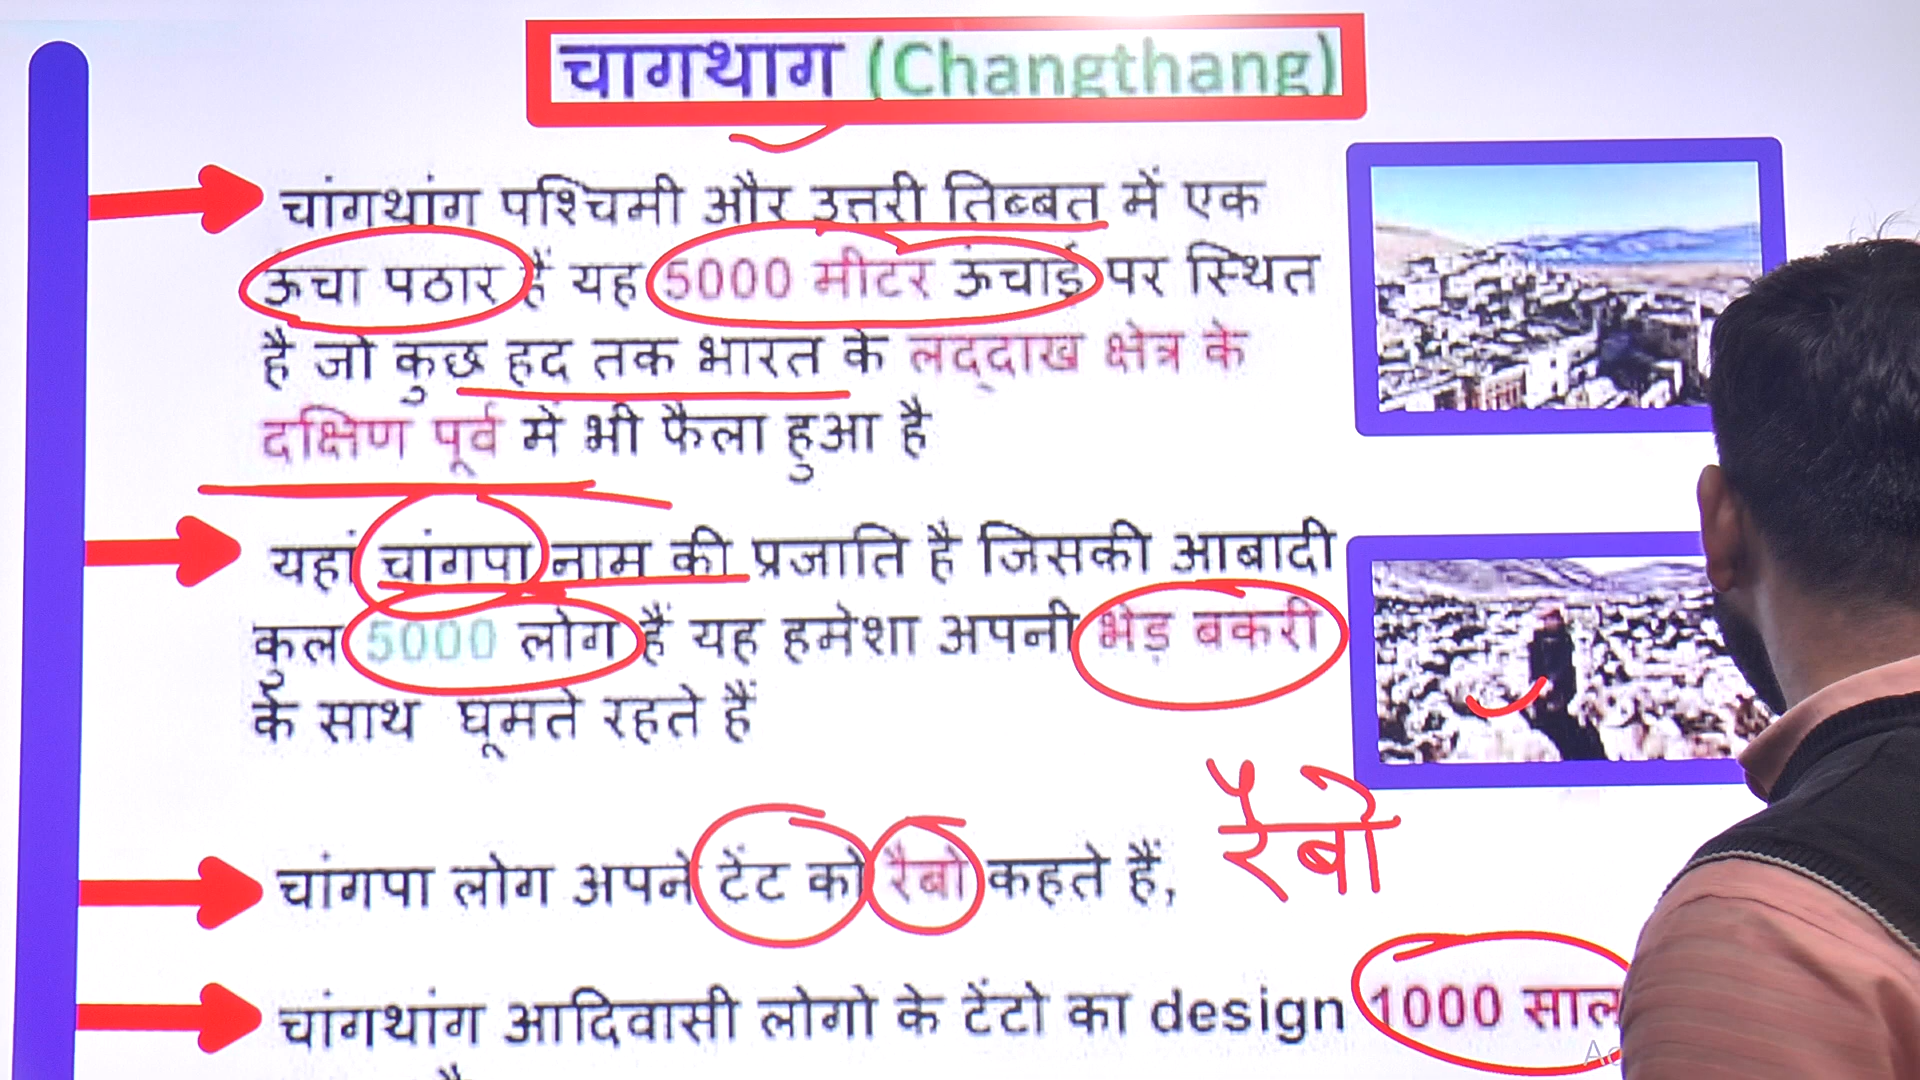 चागथाग (Changthang)
चांगथांग पश्चिमी और उत्तरी तिब्बत में एक
ऊंचा पठार हैं यह 5000 मीटर ऊंचाई पर स्थित
है जो कुछ हद तक भारत के लद्दाख क्षेत्र के
दक्षिण पूर्व में भी फैला हुआ है
यहां चांगपा नाम की प्रजाति है जिसकी आबादी
कुल 5000 लोग हैं यह हमेशा अपनी भेड़ बकरी
के साथ घूमते रहते हैं
रैबो
चांगपा लोग अपने टेंट को रैबो कहते हैं,
चांगथांग आदिवासी लोगो के टेंटो का design 1000 साल